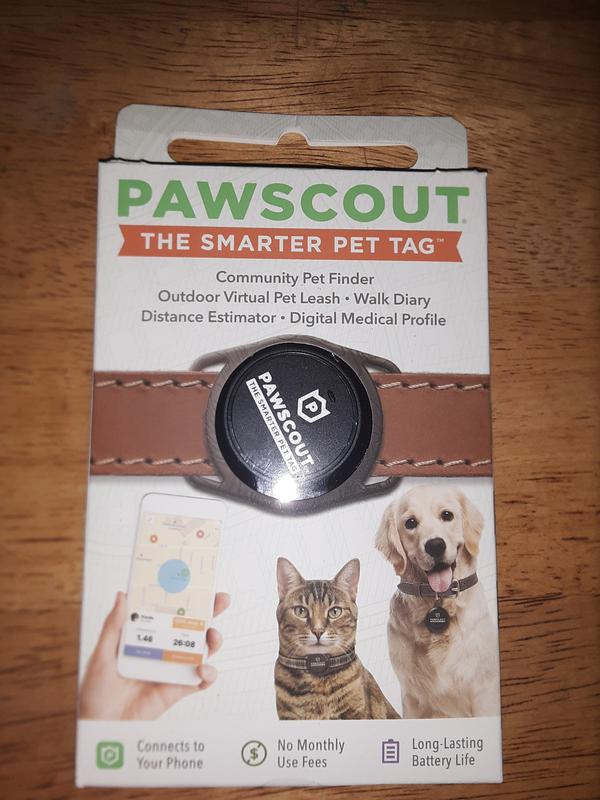 PAWSCOUT®
THE SMARTER PET TAG™
Community Pet Finder
Outdoor Virtual Pet Leash • Walk Diary
Distance Estimator • Digital Medical Profile
P
PAWSCOUT
THE SMARTER PET TAG
1.46
26:08
Connects to
Your Phone
$
No Monthly
Use Fees
Long-Lasting
Battery Life